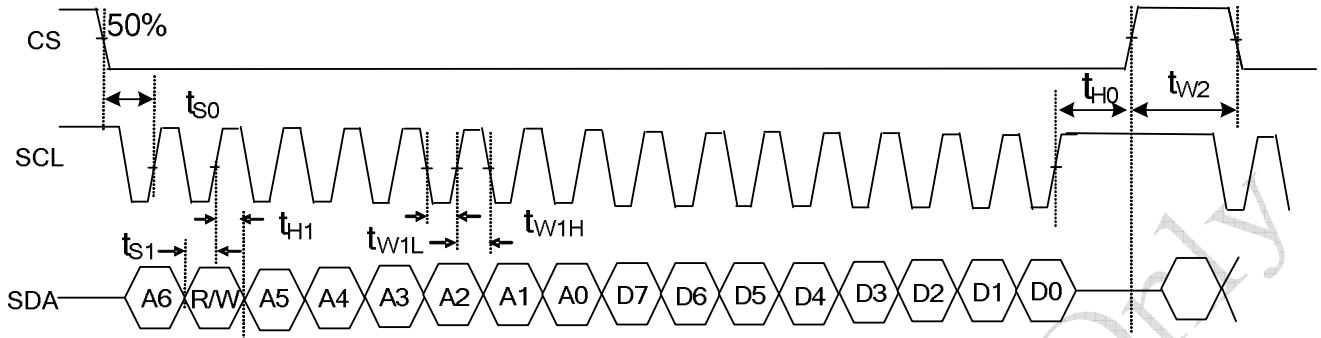 CS
50%
tS0
tH0
tW2
SCL
tS1
tH1
tW1L
tW1H
SDA
A6
R/W
A5
A4
A3
A2
A1
A0
D7
D6
D5
D4
D3
D2
D1
D0
Only